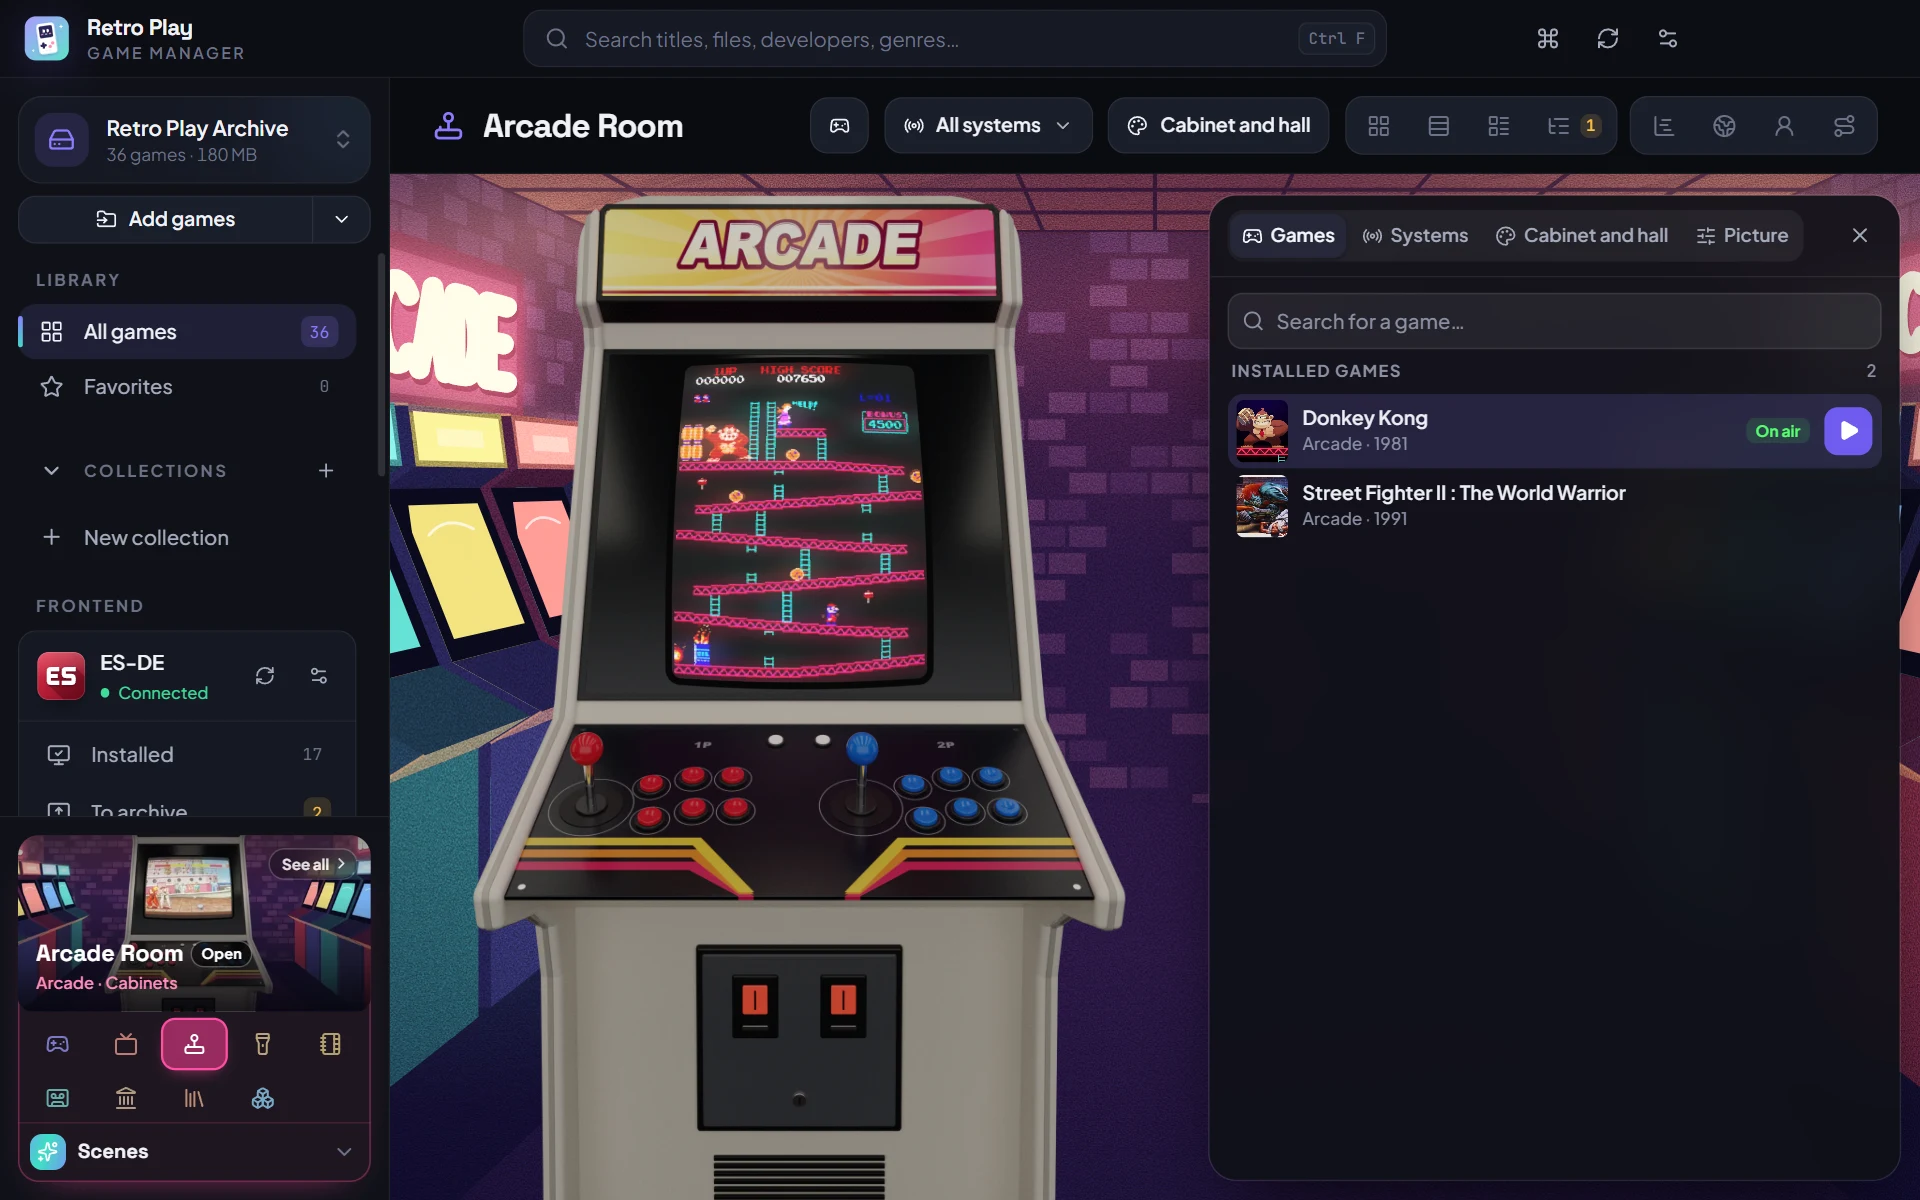 Retro Play
GAME MANAGER
Search titles, files, developers, genres...
Ctrl F
Retro Play Archive
36 games · 180 MB
Add games
LIBRARY
All games
36
Favorites
0
COLLECTIONS
New collection
FRONTEND
ES
ES-DE
Connected
Installed
17
To archive
2
See all
Arcade Room
Open
Arcade · Cabinets
Scenes
Arcade Room
All systems
Cabinet and hall
1
ARCADE
1UP HIGH SCORE
000000 007650
HELP!
L=01
BONUS
4500
1P
2P
Games
Systems
Cabinet and hall
Picture
Search for a game...
INSTALLED GAMES
2
Donkey Kong
Arcade · 1981
On air
Street Fighter II : The World Warrior
Arcade · 1991